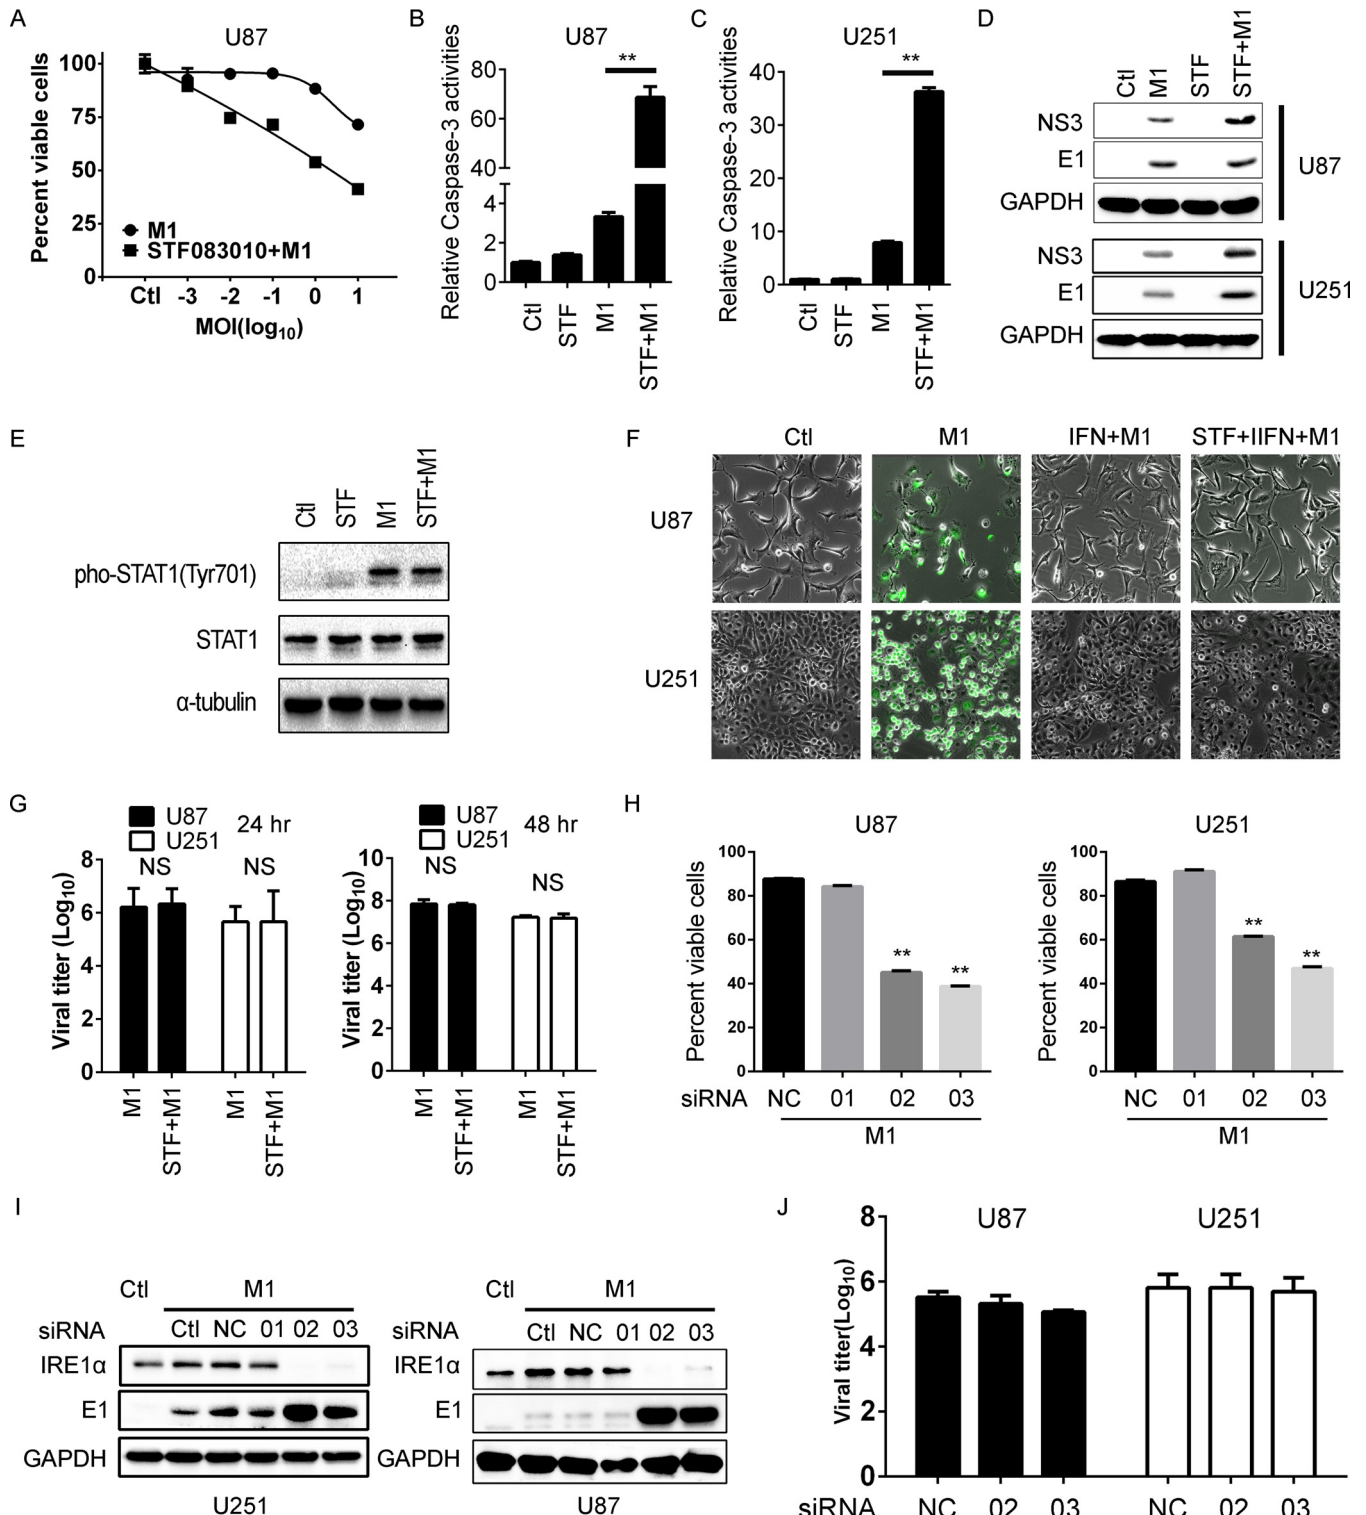 A
U87
Percent viable cells
100
75
50
25
0
M1
STF083010+M1
Ctl -3 -2 -1 0 1
MOI(log10)
B
U87
Relative Caspase-3 activities
**
80
60
40
4
2
0
Ctl STF M1 STF+M1
C
U251
Relative Caspase-3 activities
**
40
30
20
10
0
Ctl STF M1 STF+M1
D
Ctl M1 STF STF+M1
NS3
E1
GAPDH
U87
NS3
E1
GAPDH
U251
E
Ctl STF M1 STF+M1
pho-STAT1(Tyr701)
STAT1
α-tubulin
F
Ctl M1 IFN+M1 STF+IIFN+M1
U87
U251
G
U87
U251
24 hr
NS NS
Viral titer (Log10)
8
6
4
2
0
M1 STF+M1 M1 STF+M1
U87
U251
48 hr
NS NS
Viral titer (Log10)
10
8
6
4
2
0
M1 STF+M1 M1 STF+M1
H
U87
Percent viable cells
100
80
60
40
20
0
** **
siRNA NC 01 02 03
M1
U251
Percent viable cells
100
80
60
40
20
0
** **
NC 01 02 03
M1
I
Ctl M1
siRNA Ctl NC 01 02 03
IRE1α
E1
GAPDH
U251
Ctl M1
siRNA Ctl NC 01 02 03
IRE1α
E1
GAPDH
U87
J
U87 U251
Viral titer(Log10)
8
6
4
2
0
siRNA NC 02 03 NC 02 03